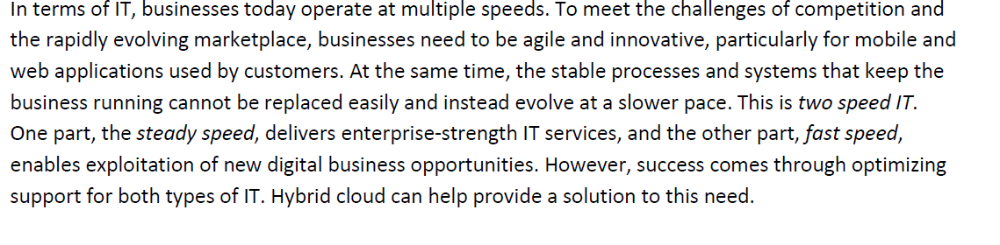 In terms of IT, businesses today operate at multiple speeds. To meet the challenges of competition and
the rapidly evolving marketplace, businesses need to be agile and innovative, particularly for mobile and
web applications used by customers. At the same time, the stable processes and systems that keep the
business running cannot be replaced easily and instead evolve at a slower pace. This is two speed IT.
One part, the steady speed, delivers enterprise-strength IT services, and the other part, fast speed,
enables exploitation of new digital business opportunities. However, success comes through optimizing
support for both types of IT. Hybrid cloud can help provide a solution to this need.